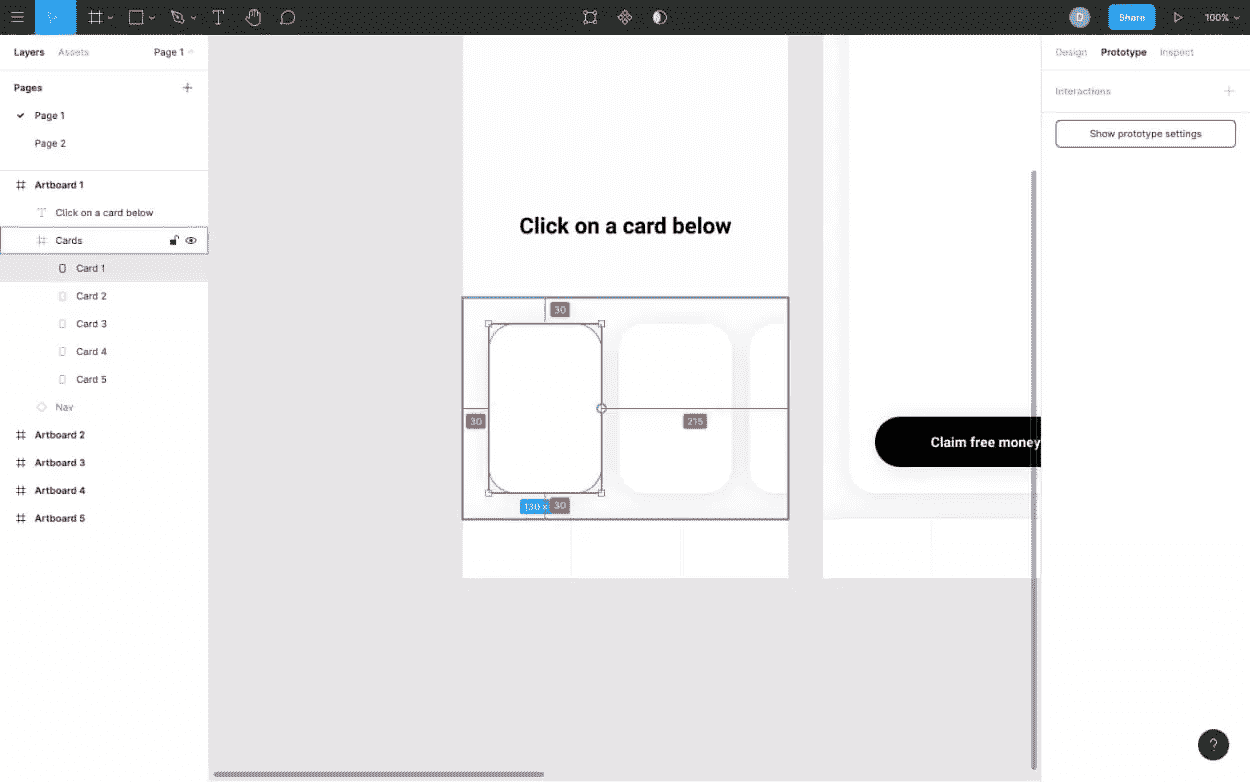 D
Share
100%
Layers
Assets
Page 1
Design
Prototype
Inspect
Pages
Interactions
Page 1
Show prototype settings
Page 2
Artboard 1
Click on a card below
Click on a card below
Cards
Card 1
Card 2
30
Card 3
Card 4
Card 5
30
215
Nav
Artboard 2
Claim free money
Artboard 3
Artboard 4
130 x
30
Artboard 5
?